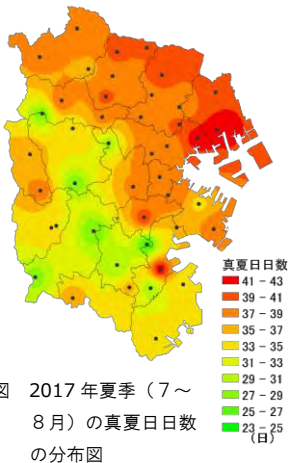 真夏日日数
41 - 43
39 - 41
37 - 39
35 - 37
33 - 35
31 - 33
29 - 31
27 - 29
25 - 27
23 - 25
(日)
図 2017 年夏季（7～
８月）の真夏日日数
の分布図